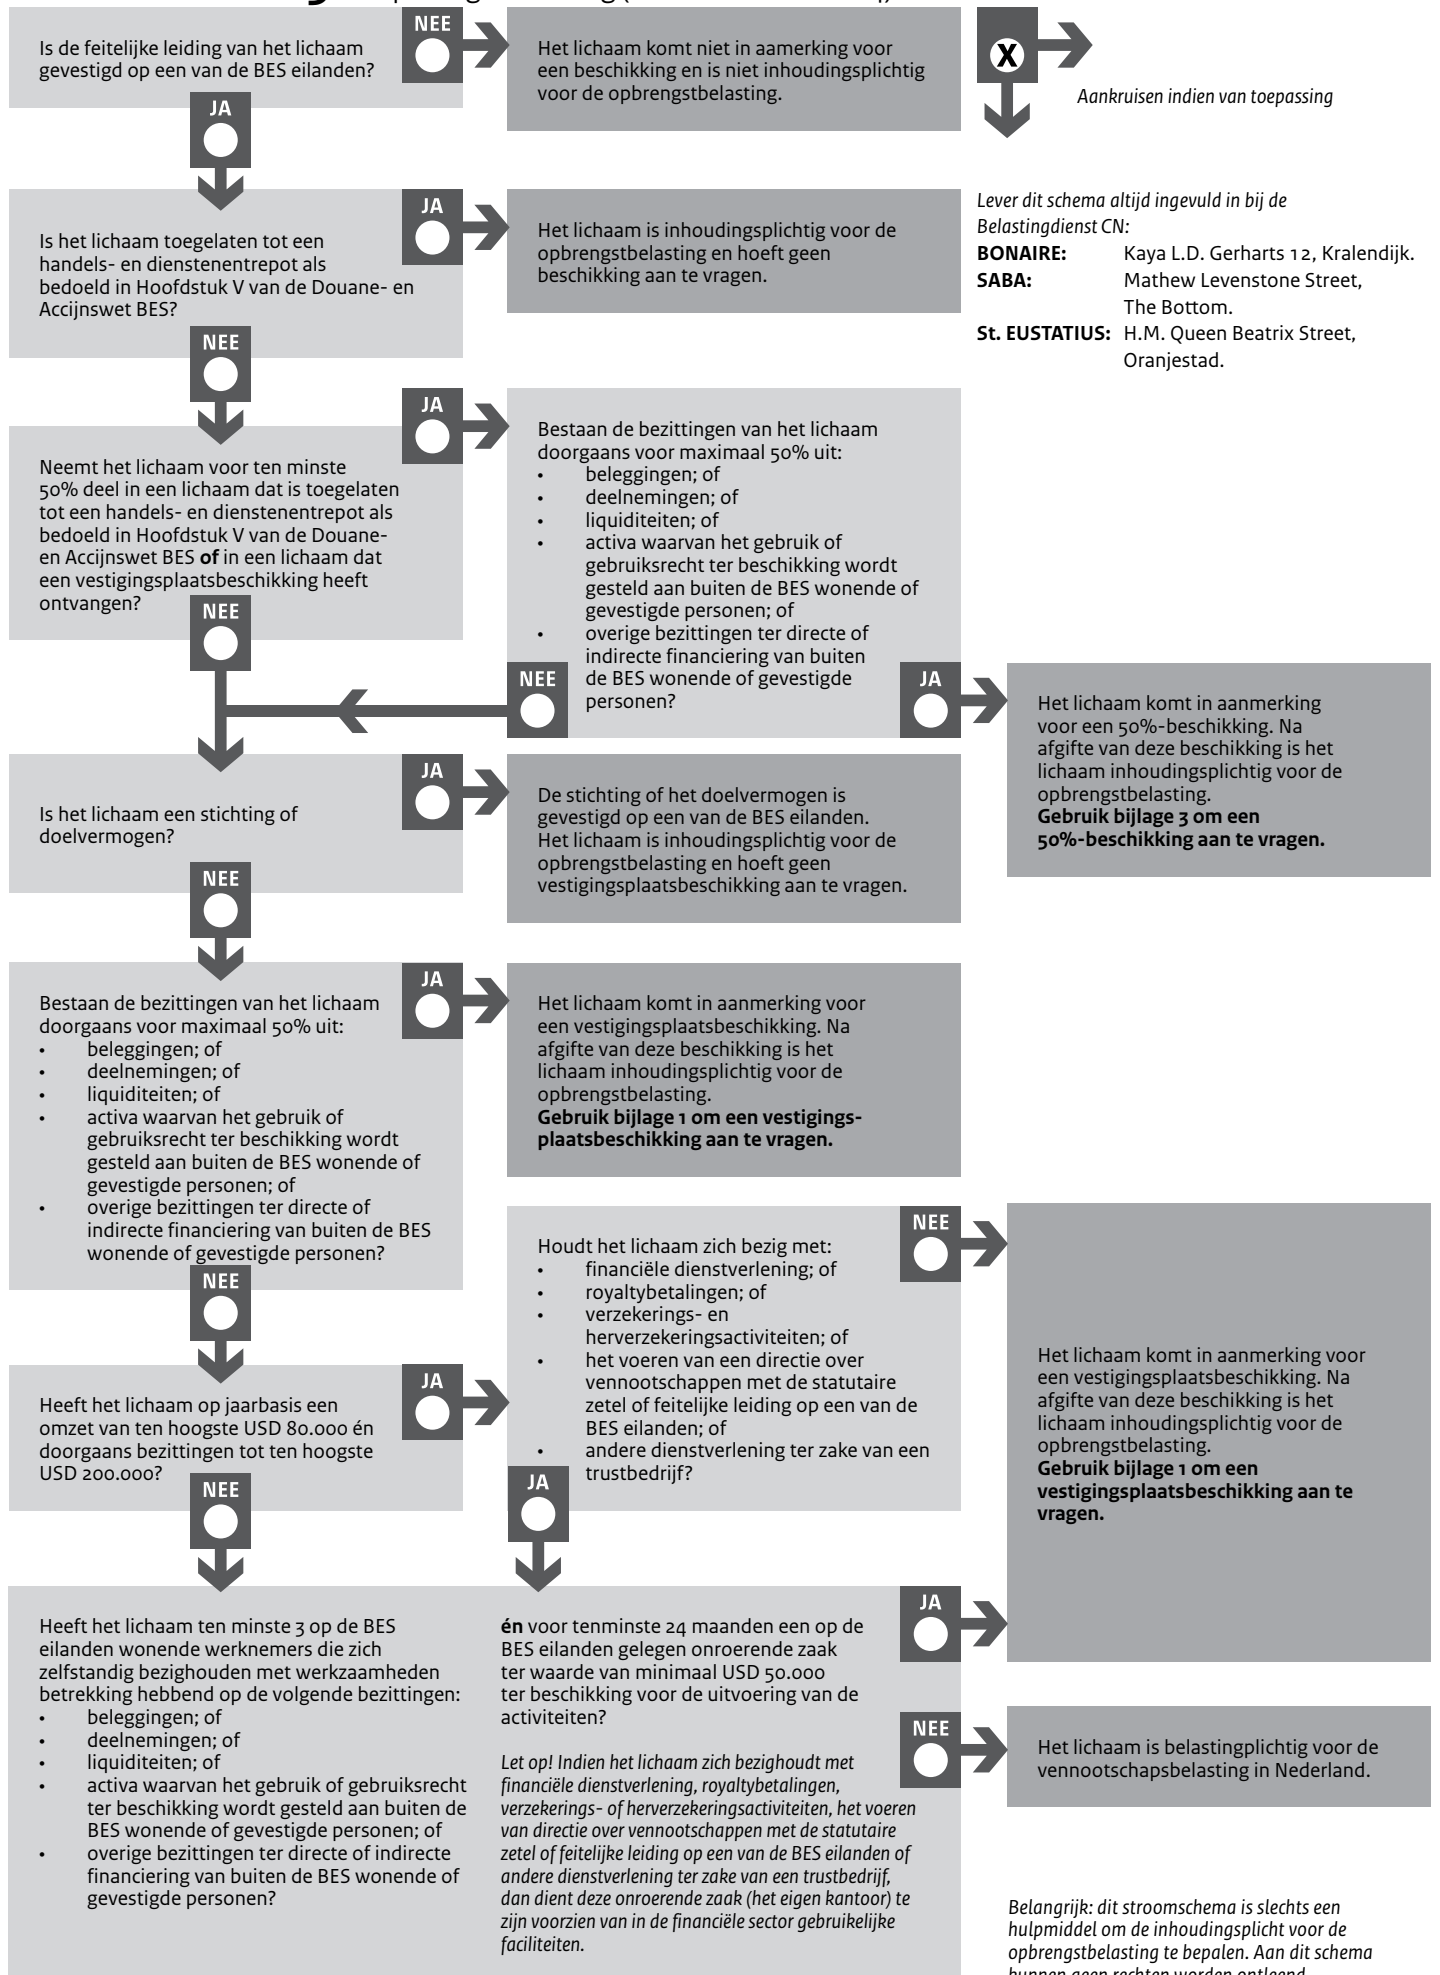 Is de feitelijke leiding van het lichaam
gevestigd op een van de BES eilanden?
NEE
Het lichaam komt niet in aamerking voor
een beschikking en is niet inhoudingsplichtig
voor de opbrengstbelasting.
X
Aankruisen indien van toepassing
JA
Lever dit schema altijd ingevuld in bij de
Belastingdienst CN:
BONAIRE: Kaya L.D. Gerharts 12, Kralendijk.
SABA: Mathew Levenstone Street,
The Bottom.
St. EUSTATIUS: H.M. Queen Beatrix Street,
Oranjestad.
Is het lichaam toegelaten tot een
handels- en dienstenentrepot als
bedoeld in Hoofdstuk V van de Douane- en
Accijnswet BES?
JA
Het lichaam is inhoudingsplichtig voor de
opbrengstbelasting en hoeft geen
beschikking aan te vragen.
NEE
Neemt het lichaam voor ten minste
50% deel in een lichaam dat is toegelaten
tot een handels- en dienstenentrepot als
bedoeld in Hoofdstuk V van de Douane-
en Accijnswet BES of in een lichaam dat
een vestigingsplaatsbeschikking heeft
ontvangen?
JA
Bestaan de bezittingen van het lichaam
doorgaans voor maximaal 50% uit:
• beleggingen; of
• deelnemingen; of
• liquiditeiten; of
• activa waarvan het gebruik of
gebruiksrecht ter beschikking wordt
gesteld aan buiten de BES wonende of
gevestigde personen; of
• overige bezittingen ter directe of
indirecte financiering van buiten
de BES wonende of gevestigde
personen?
NEE
NEE
JA
Het lichaam komt in aanmerking
voor een 50%-beschikking. Na
afgifte van deze beschikking is het
lichaam inhoudingsplichtig voor de
opbrengstbelasting.
Gebruik bijlage 3 om een
50%-beschikking aan te vragen.
Is het lichaam een stichting of
doelvermogen?
JA
De stichting of het doelvermogen is
gevestigd op een van de BES eilanden.
Het lichaam is inhoudingsplichtig voor de
opbrengstbelasting en hoeft geen
vestigingsplaatsbeschikking aan te vragen.
NEE
Bestaan de bezittingen van het lichaam
doorgaans voor maximaal 50% uit:
• beleggingen; of
• deelnemingen; of
• liquiditeiten; of
• activa waarvan het gebruik of
gebruiksrecht ter beschikking wordt
gesteld aan buiten de BES wonende of
gevestigde personen; of
• overige bezittingen ter directe of
indirecte financiering van buiten de BES
wonende of gevestigde personen?
JA
Het lichaam komt in aanmerking voor
een vestigingsplaatsbeschikking. Na
afgifte van deze beschikking is het
lichaam inhoudingsplichtig voor de
opbrengstbelasting.
Gebruik bijlage 1 om een vestigings-
plaatsbeschikking aan te vragen.
NEE
Heeft het lichaam op jaarbasis een
omzet van ten hoogste USD 80.000 én
doorgaans bezittingen tot ten hoogste
USD 200.000?
JA
Houdt het lichaam zich bezig met:
• financiële dienstverlening; of
• royaltybetalingen; of
• verzekerings- en
herverzekeringsactiviteiten; of
• het voeren van een directie over
vennootschappen met de statutaire
zetel of feitelijke leiding op een van de
BES eilanden; of
• andere dienstverlening ter zake van een
trustbedrijf?
NEE
Het lichaam komt in aanmerking voor
een vestigingsplaatsbeschikking. Na
afgifte van deze beschikking is het
lichaam inhoudingsplichtig voor de
opbrengstbelasting.
Gebruik bijlage 1 om een
vestigingsplaatsbeschikking aan te
vragen.
NEE
JA
Heeft het lichaam ten minste 3 op de BES
eilanden wonende werknemers die zich
zelfstandig bezighouden met werkzaamheden
betrekking hebbend op de volgende bezittingen:
• beleggingen; of
• deelnemingen; of
• liquiditeiten; of
• activa waarvan het gebruik of gebruiksrecht
ter beschikking wordt gesteld aan buiten de
BES wonende of gevestigde personen; of
• overige bezittingen ter directe of indirecte
financiering van buiten de BES wonende of
gevestigde personen?
én voor tenminste 24 maanden een op de
BES eilanden gelegen onroerende zaak
ter waarde van minimaal USD 50.000
ter beschikking voor de uitvoering van de
activiteiten?
Let op! Indien het lichaam zich bezighoudt met
financiële dienstverlening, royaltybetalingen,
verzekerings- of herverzekeringsactiviteiten, het voeren
van directie over vennootschappen met de statutaire
zetel of feitelijke leiding op een van de BES eilanden of
andere dienstverlening ter zake van een trustbedrijf,
dan dient deze onroerende zaak (het eigen kantoor) te
zijn voorzien van in de financiële sector gebruikelijke
faciliteiten.
JA
NEE
Het lichaam is belastingplichtig voor de
vennootschapsbelasting in Nederland.
Belangrijk: dit stroomschema is slechts een
hulpmiddel om de inhoudingsplicht voor de
opbrengstbelasting te bepalen. Aan dit schema
kunnen geen rechten worden ontleend